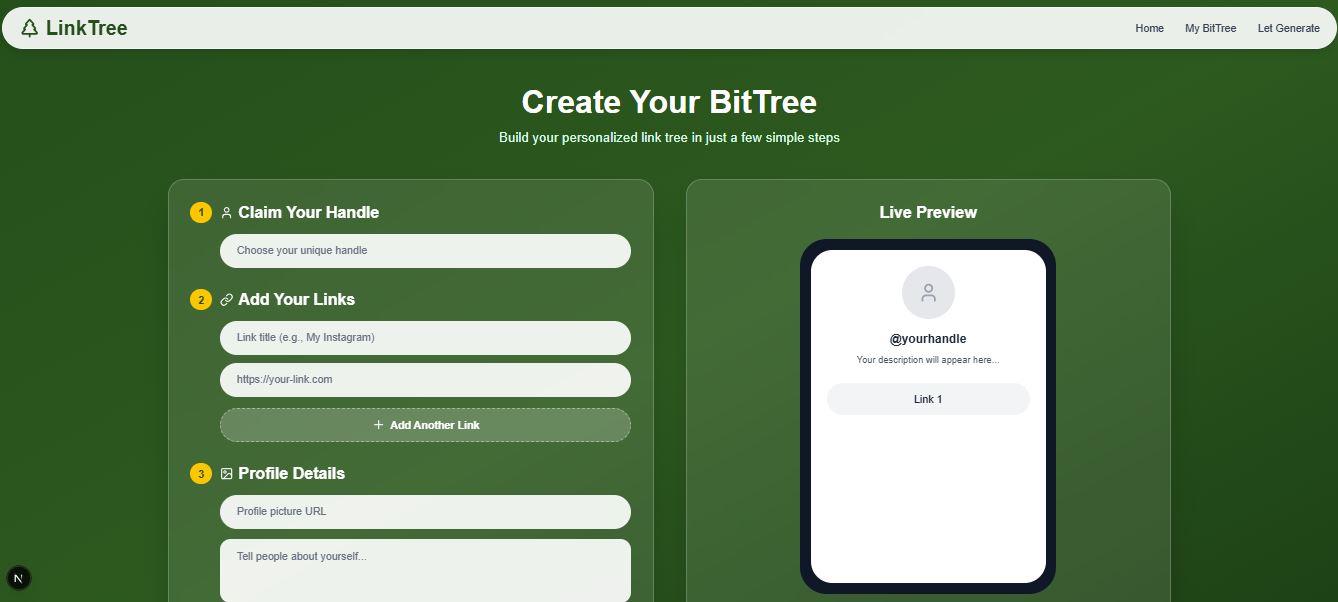 LinkTree
Home My BitTree Let Generate
Create Your BitTree
Build your personalized link tree in just a few simple steps
1 Claim Your Handle
Choose your unique handle
2 Add Your Links
Link title (e.g., My Instagram)
https://your-link.com
+ Add Another Link
3 Profile Details
Profile picture URL
Tell people about yourself...
Live Preview
@yourhandle
Your description will appear here...
Link 1
N